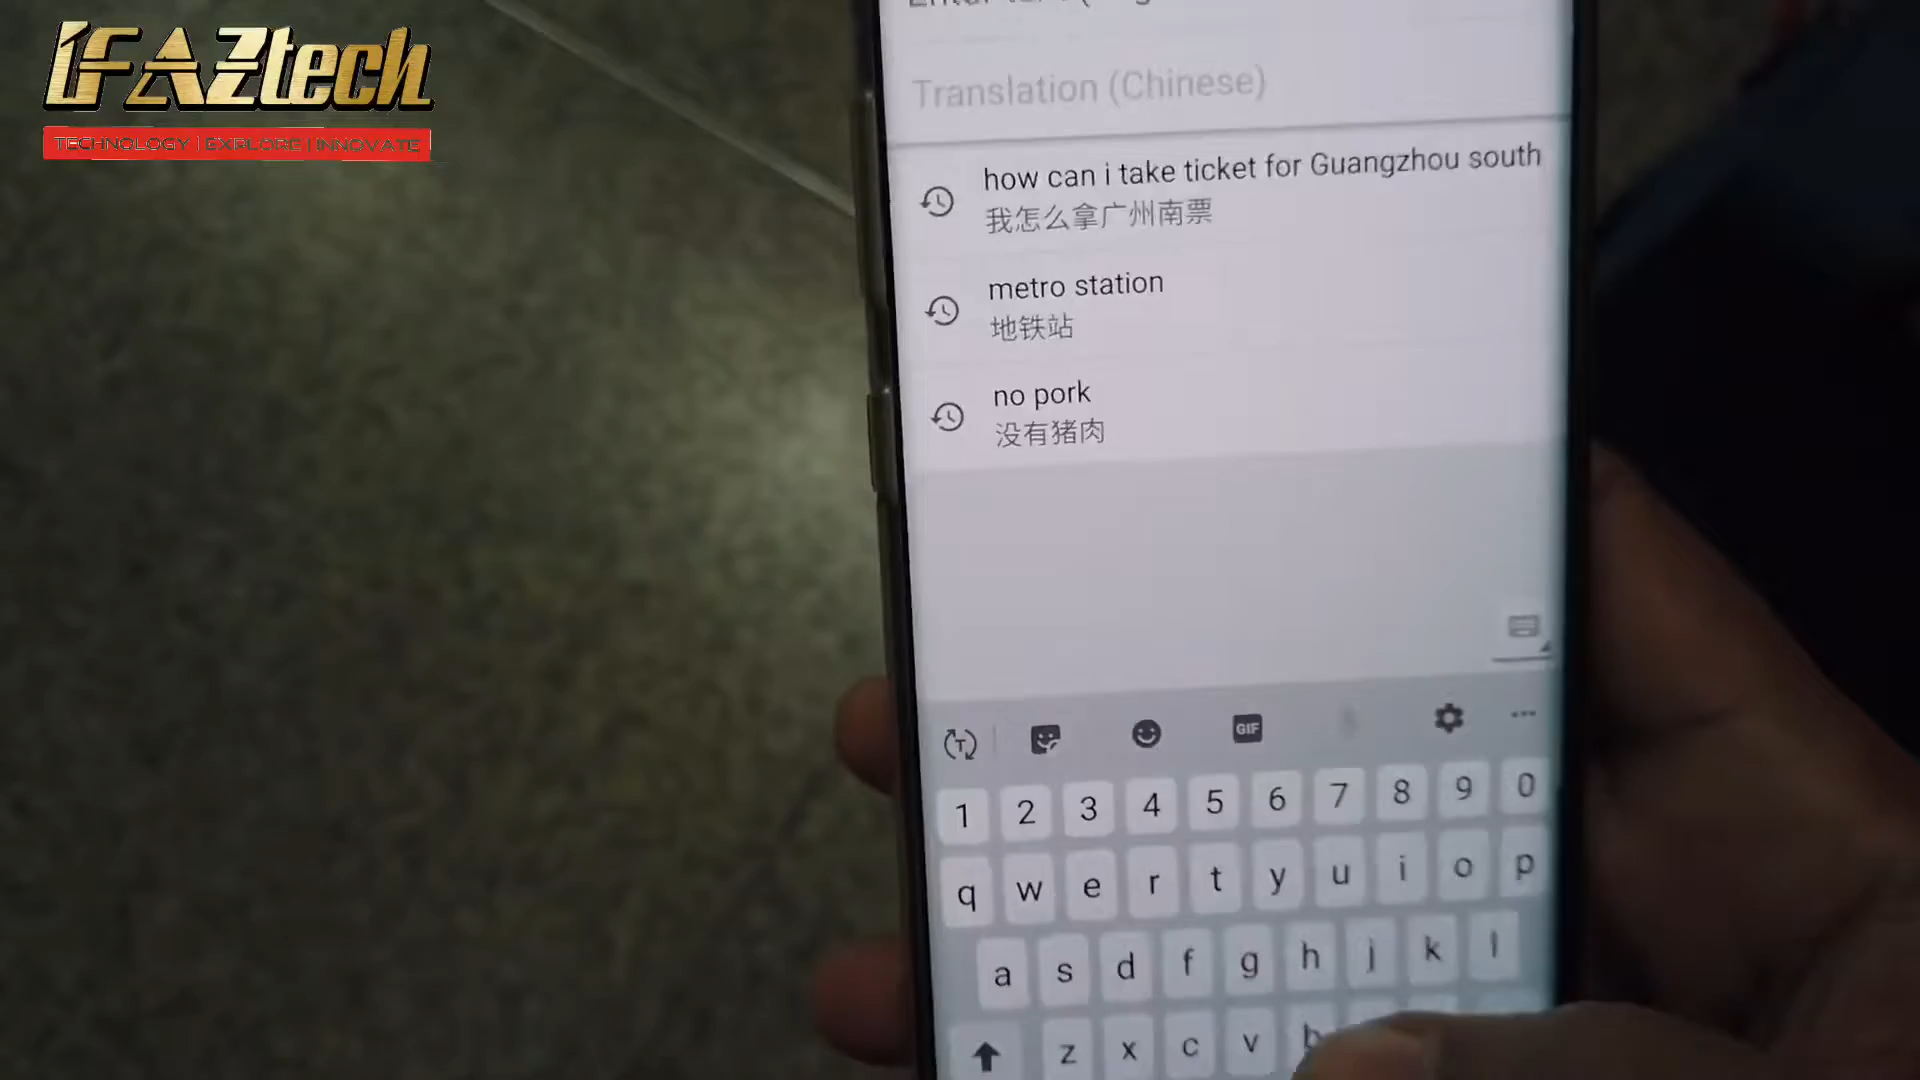 iFAZtech
TECHNOLOGY | EXPLORE | INNOVATE
Translation (Chinese)
how can i take ticket for Guangzhou south
我怎么拿广州南票
metro station
地铁站
no pork
没有猪肉
GIF
1 2 3 4 5 6 7 8 9 0
q w e r t y u i o p
a s d f g h j k l
z x c v b